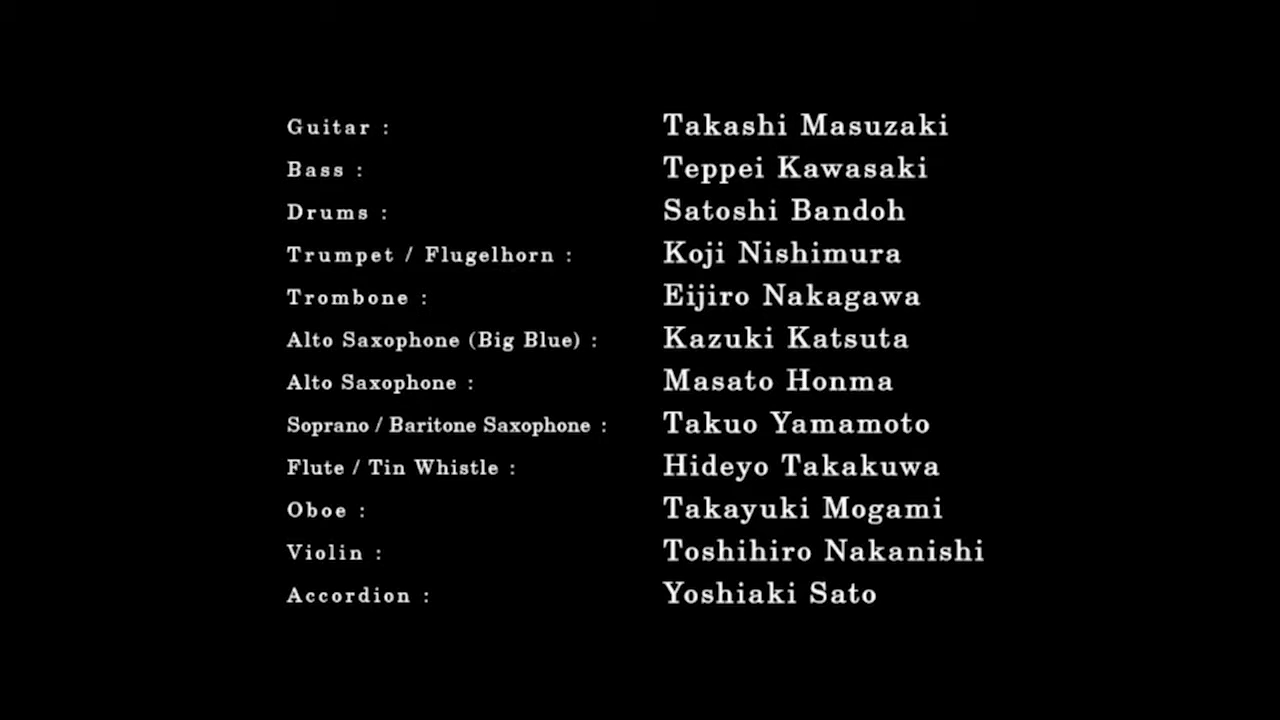 Guitar : Takashi Masuzaki
Bass : Teppei Kawasaki
Drums : Satoshi Bandoh
Trumpet / Flugelhorn : Koji Nishimura
Trombone : Eijiro Nakagawa
Alto Saxophone (Big Blue) : Kazuki Katsuta
Alto Saxophone : Masato Honma
Soprano / Baritone Saxophone : Takuo Yamamoto
Flute / Tin Whistle : Hideyo Takakuwa
Oboe : Takayuki Mogami
Violin : Toshihiro Nakanishi
Accordion : Yoshiaki Sato